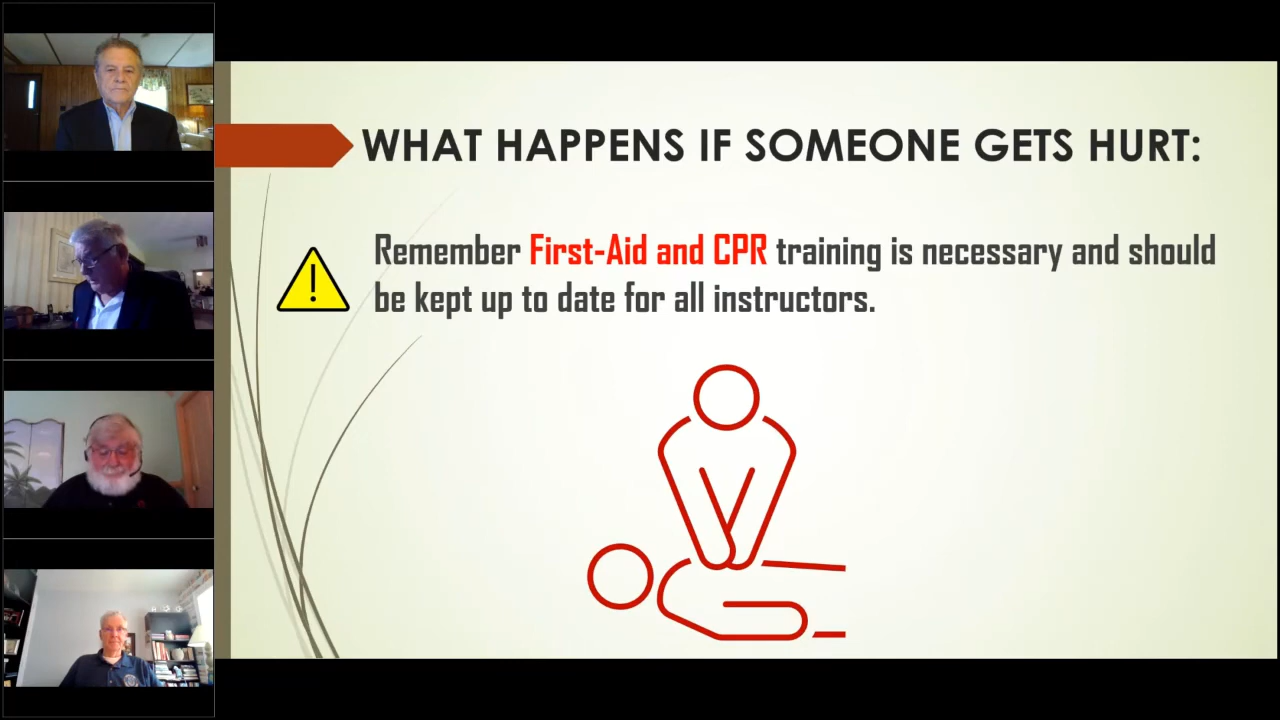 WHAT HAPPENS IF SOMEONE GETS HURT:
Remember First-Aid and CPR training is necessary and should
be kept up to date for all instructors.